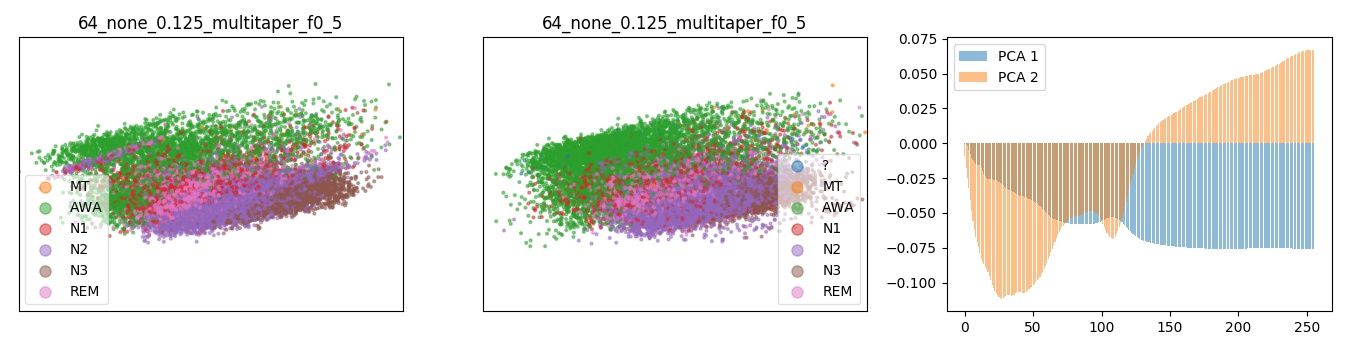 64_none_0.125_multitaper_f0_5
MT
AWA
N1
N2
N3
REM
64_none_0.125_multitaper_f0_5
?
MT
AWA
N1
N2
N3
REM
PCA 1
PCA 2
0.075
0.050
0.025
0.000
−0.025
−0.050
−0.075
−0.100
0 50 100 150 200 250